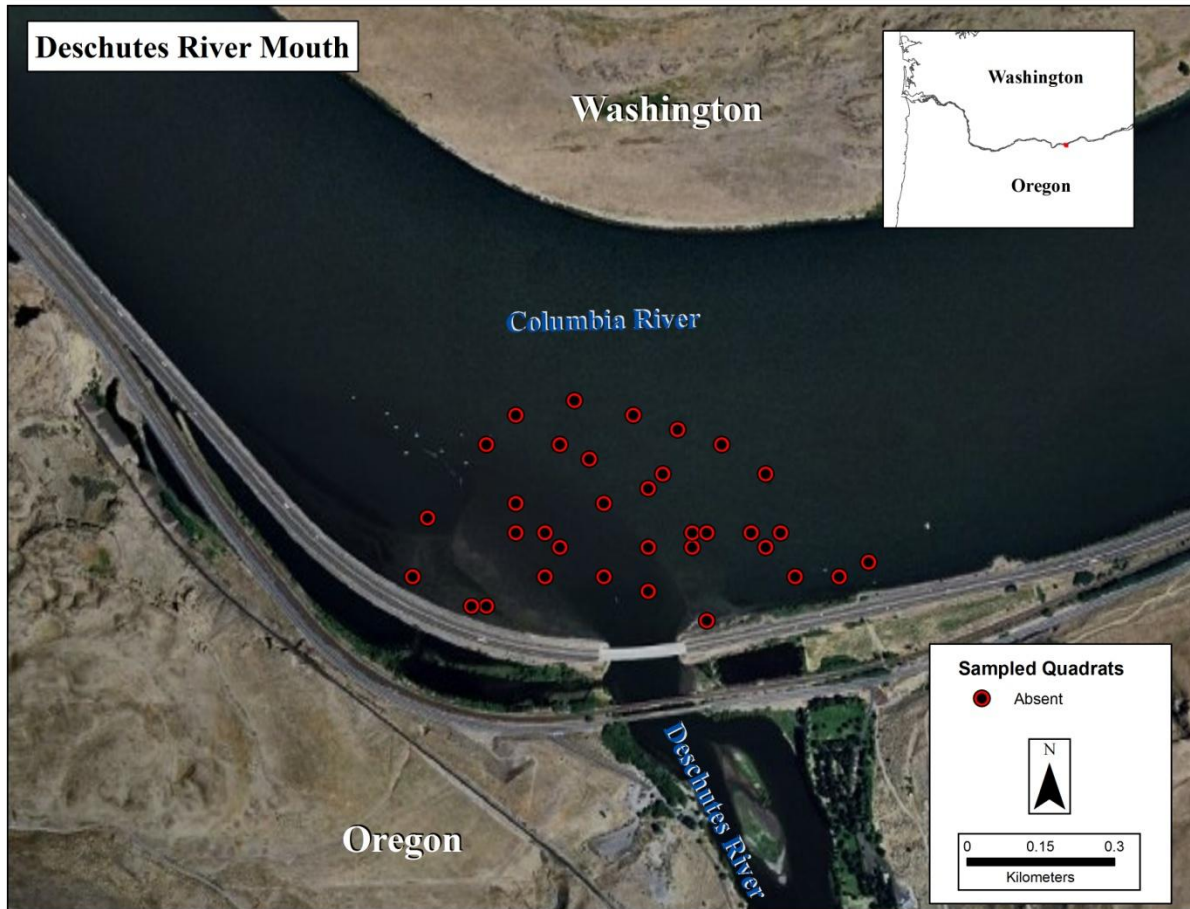 Deschutes River Mouth
Washington
Washington
Oregon
Columbia River
Deschutes River
Oregon
Sampled Quadrats
Absent
N
0 0.15 0.3
Kilometers